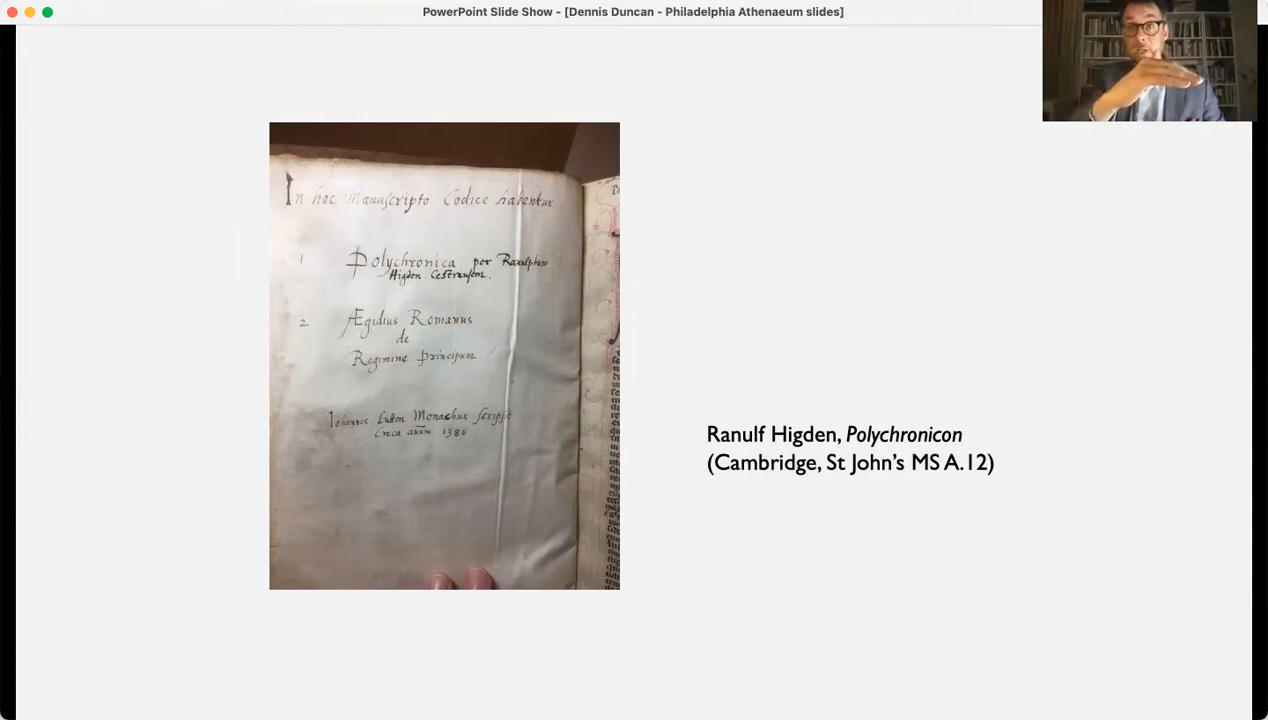 PowerPoint Slide Show - [Dennis Duncan - Philadelphia Athenaeum slides]
In hoc Manuscripto Codice habentur
1 Polychronica per Ranulphum
Higden Cestrensem.
2 Ægidius Romanus
de
Regimine Principum
Iohannes Lutton Monachus scripsit
Circa annum 1386
Ranulf Higden, Polychronicon
(Cambridge, St John's MS A.12)